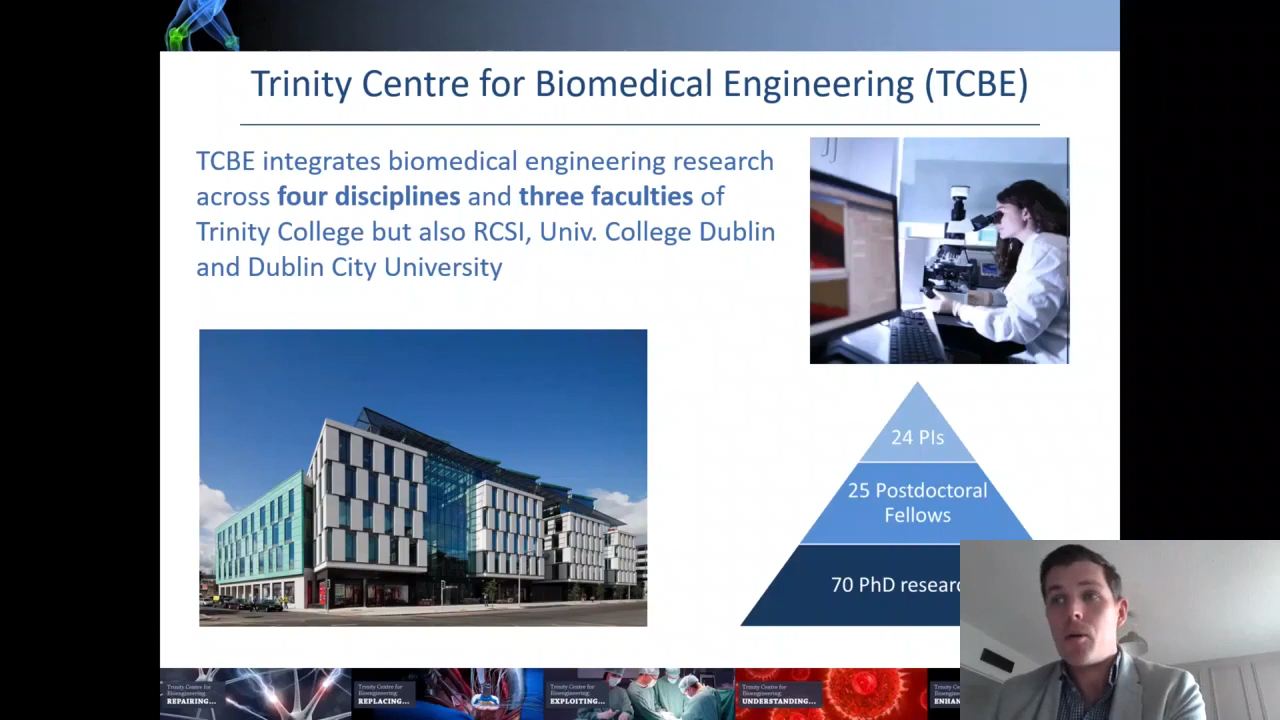 Trinity Centre for Biomedical Engineering (TCBE)
TCBE integrates biomedical engineering research
across four disciplines and three faculties of
Trinity College but also RCSI, Univ. College Dublin
and Dublin City University
24 PIs
25 Postdoctoral
Fellows
70 PhD researc
Trinity Centre for
Bioengineering
REPAIRING...
Trinity Centre for
Bioengineering
REPLACING...
Trinity Centre for
Bioengineering
EXPLOITING...
Trinity Centre for
Bioengineering
UNDERSTANDING...
Trinity Cen
Bioengineer
ENHAN